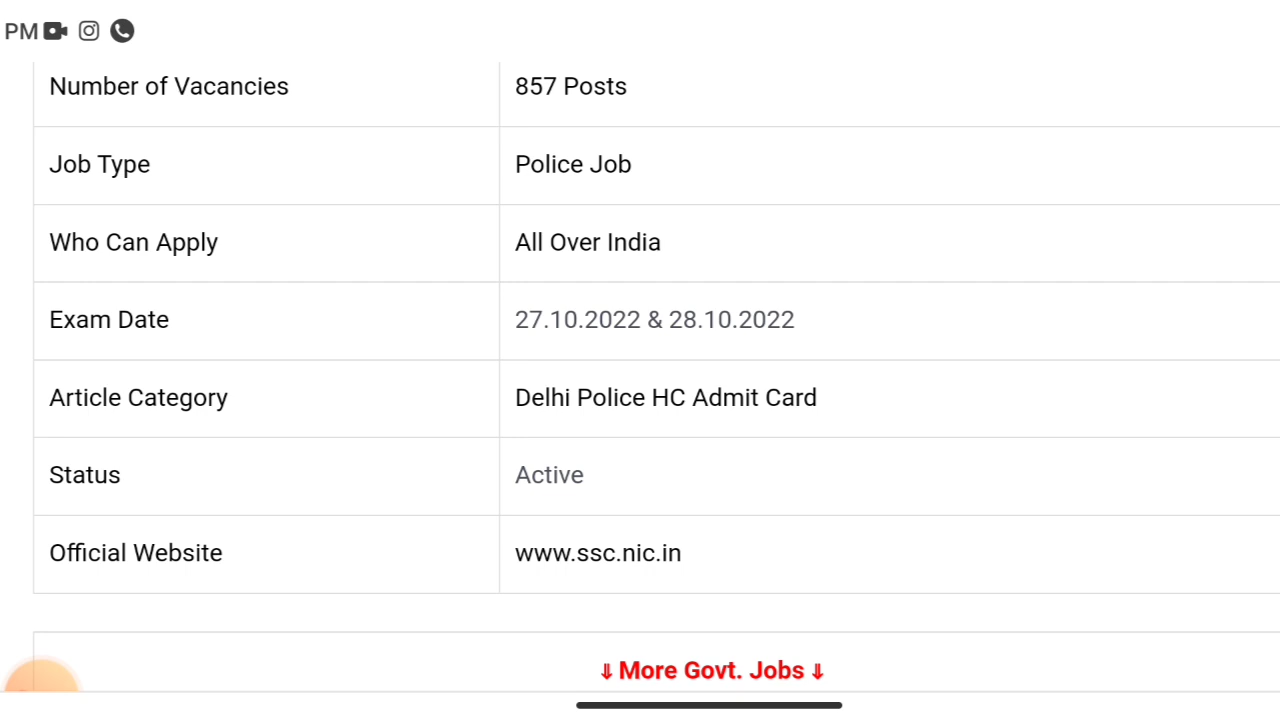 PM
Number of Vacancies 857 Posts
Job Type Police Job
Who Can Apply All Over India
Exam Date 27.10.2022 & 28.10.2022
Article Category Delhi Police HC Admit Card
Status Active
Official Website www.ssc.nic.in
⇓ More Govt. Jobs ⇓